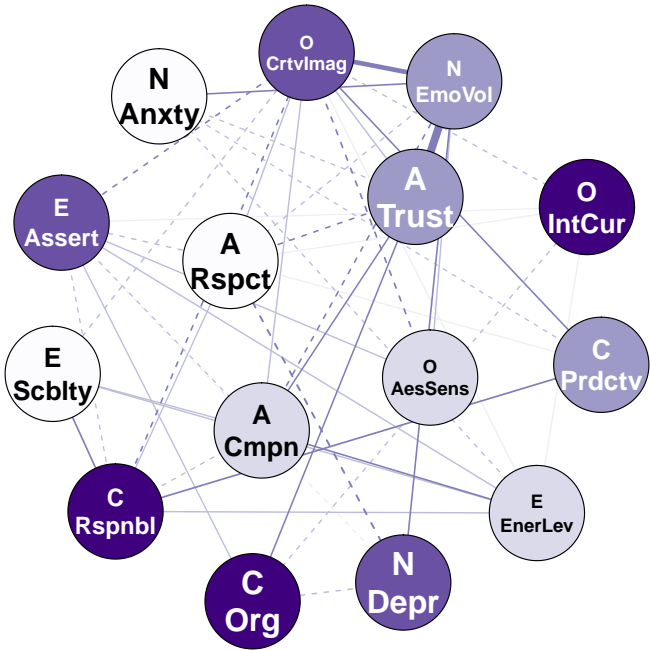 O
CrtvImag
N
EmoVol
N
Anxty
A
Trust
O
IntCur
E
Assert
A
Rspct
C
Prdctv
E
Scblty
O
AesSens
A
Cmpn
C
Rspnbl
E
EnerLev
N
Depr
C
Org